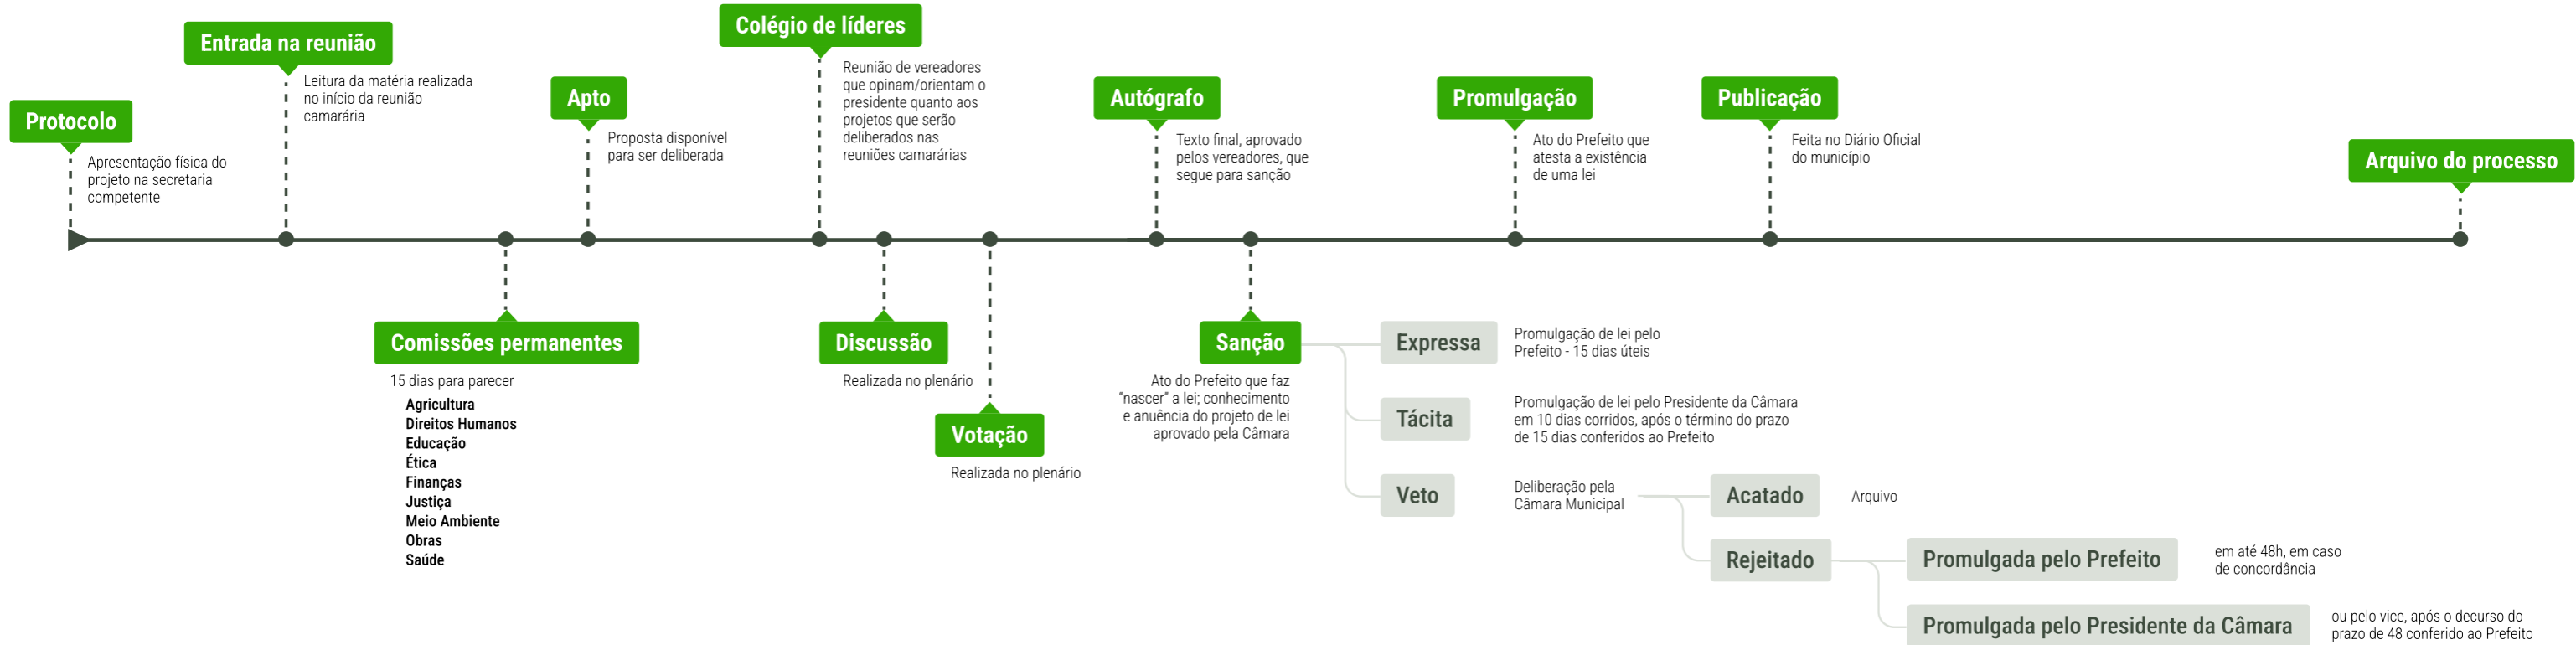 Protocolo
Apresentação física do
projeto na secretaria
competente
Entrada na reunião
Leitura da matéria realizada
no início da reunião
camarária
Comissões permanentes
15 dias para parecer
Agricultura
Direitos Humanos
Educação
Ética
Finanças
Justiça
Meio Ambiente
Obras
Saúde
Apto
Proposta disponível
para ser deliberada
Colégio de líderes
Reunião de vereadores
que opinam/orientam o
presidente quanto aos
projetos que serão
deliberados nas
reuniões camarárias
Discussão
Realizada no plenário
Votação
Realizada no plenário
Autógrafo
Texto final, aprovado
pelos vereadores, que
segue para sanção
Sanção
Ato do Prefeito que faz
“nascer” a lei; conhecimento
e anuência do projeto de lei
aprovado pela Câmara
Expressa
Promulgação de lei pelo
Prefeito - 15 dias úteis
Tácita
Promulgação de lei pelo Presidente da Câmara
em 10 dias corridos, após o término do prazo
de 15 dias conferidos ao Prefeito
Veto
Deliberação pela
Câmara Municipal
Acatado
Arquivo
Rejeitado
Promulgada pelo Prefeito
em até 48h, em caso
de concordância
Promulgada pelo Presidente da Câmara
ou pelo vice, após o decurso do
prazo de 48 conferido ao Prefeito
Promulgação
Ato do Prefeito que
atesta a existência
de uma lei
Publicação
Feita no Diário Oficial
do município
Arquivo do processo